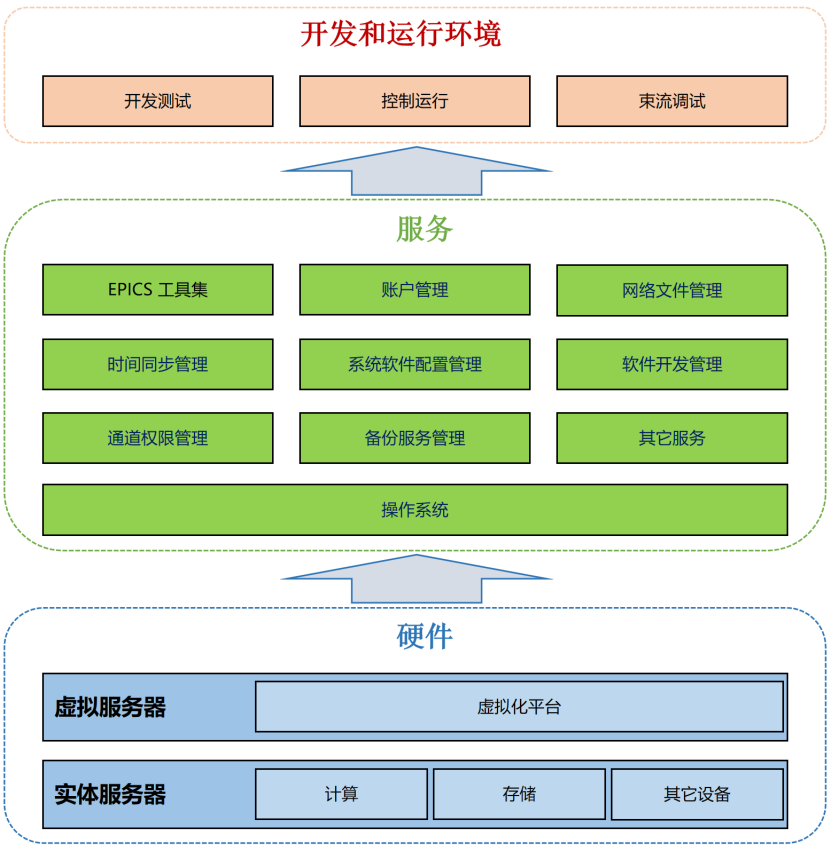 开发和运行环境
开发测试
控制运行
束流调试
服务
EPICS 工具集
账户管理
网络文件管理
时间同步管理
系统软件配置管理
软件开发管理
通道权限管理
备份服务管理
其它服务
操作系统
硬件
虚拟服务器
虚拟化平台
实体服务器
计算
存储
其它设备